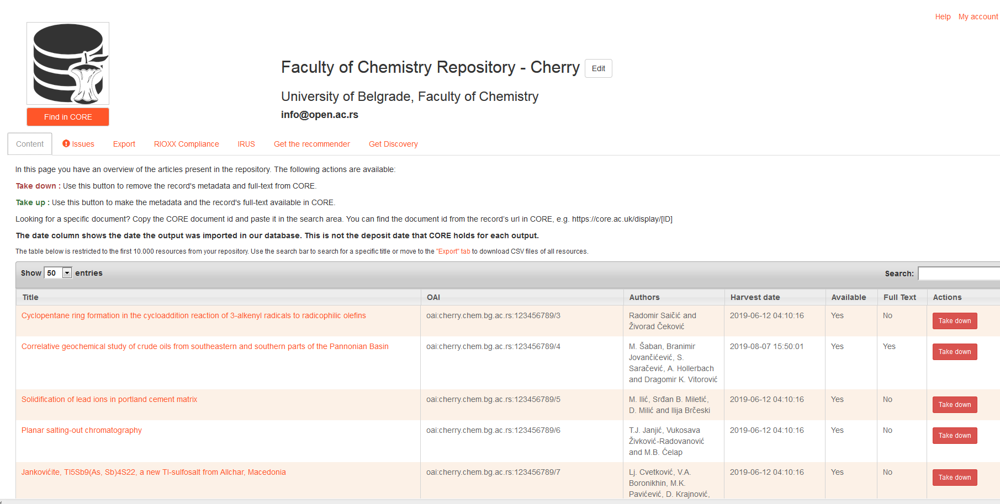 Help My account
Faculty of Chemistry Repository - Cherry Edit
University of Belgrade, Faculty of Chemistry
info@open.ac.rs
Find in CORE
Content Issues Export RIOXX Compliance IRUS Get the recommender Get Discovery
In this page you have an overview of the articles present in the repository. The following actions are available:
Take down : Use this button to remove the record's metadata and full-text from CORE.
Take up : Use this button to make the metadata and the record's full-text available in CORE.
Looking for a specific document? Copy the CORE document id and paste it in the search area. You can find the document id from the record's url in CORE, e.g. https://core.ac.uk/display/[ID]
The date column shows the date the output was imported in our database. This is not the deposit date that CORE holds for each output.
The table below is restricted to the first 10.000 resources from your repository. Use the search bar to search for a specific title or move to the "Export" tab to download CSV files of all resources.
Show 50 entries Search:
Title OAI Authors Harvest date Available Full Text Actions
Cyclopentane ring formation in the cycloaddition reaction of 3-alkenyl radicals to radicophilic olefins oai:cherry.chem.bg.ac.rs:123456789/3 Radomir Saičić and 2019-06-12 04:10:16 Yes No Take down
Živorad Čeković
Correlative geochemical study of crude oils from southeastern and southern parts of the Pannonian Basin oai:cherry.chem.bg.ac.rs:123456789/4 M. Šaban, Branimir 2019-08-07 15:50:01 Yes Yes Take down
Jovančićević, S.
Saračević, A. Hollerbach
and Dragomir K. Vitorović
Solidification of lead ions in portland cement matrix oai:cherry.chem.bg.ac.rs:123456789/5 M. Ilić, Srđan B. Miletić, 2019-06-12 04:10:16 Yes No Take down
D. Milić and Ilija Brčeski
Planar salting-out chromatography oai:cherry.chem.bg.ac.rs:123456789/6 T.J. Janjić, Vukosava 2019-06-12 04:10:16 Yes No Take down
Živković-Radovanović
and M.B. Ćelap
Jankovićite, Tl5Sb9(As, Sb)4S22, a new Tl-sulfosalt from Allchar, Macedonia oai:cherry.chem.bg.ac.rs:123456789/7 Lj. Cvetković, V.A. 2019-06-12 04:10:16 Yes No Take down
Boronikhin, M.K.
Pavićević, D. Krajnović,